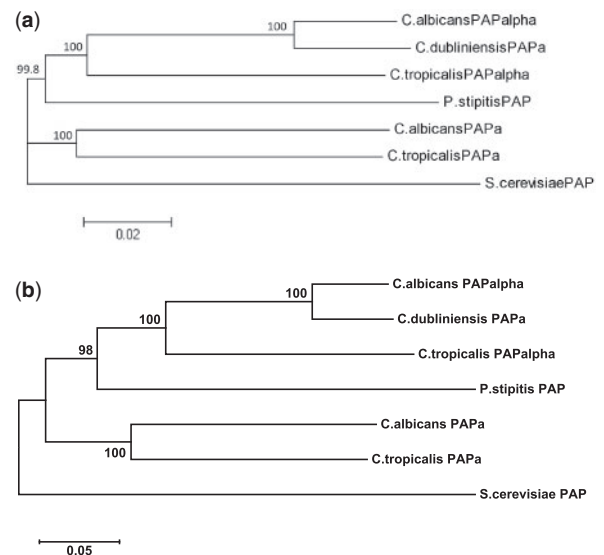 (a)
C.albicansPAPalpha
100
C.dubliniensisPAPa
100
C.tropicalisPAPalpha
99.8
P.stipitisPAP
C.albicansPAPa
100
C.tropicalisPAPa
S.cerevisiaePAP
0.02
(b)
C.albicans PAPalpha
100
C.dubliniensis PAPa
100
C.tropicalis PAPalpha
98
P.stipitis PAP
C.albicans PAPa
100
C.tropicalis PAPa
S.cerevisiae PAP
0.05